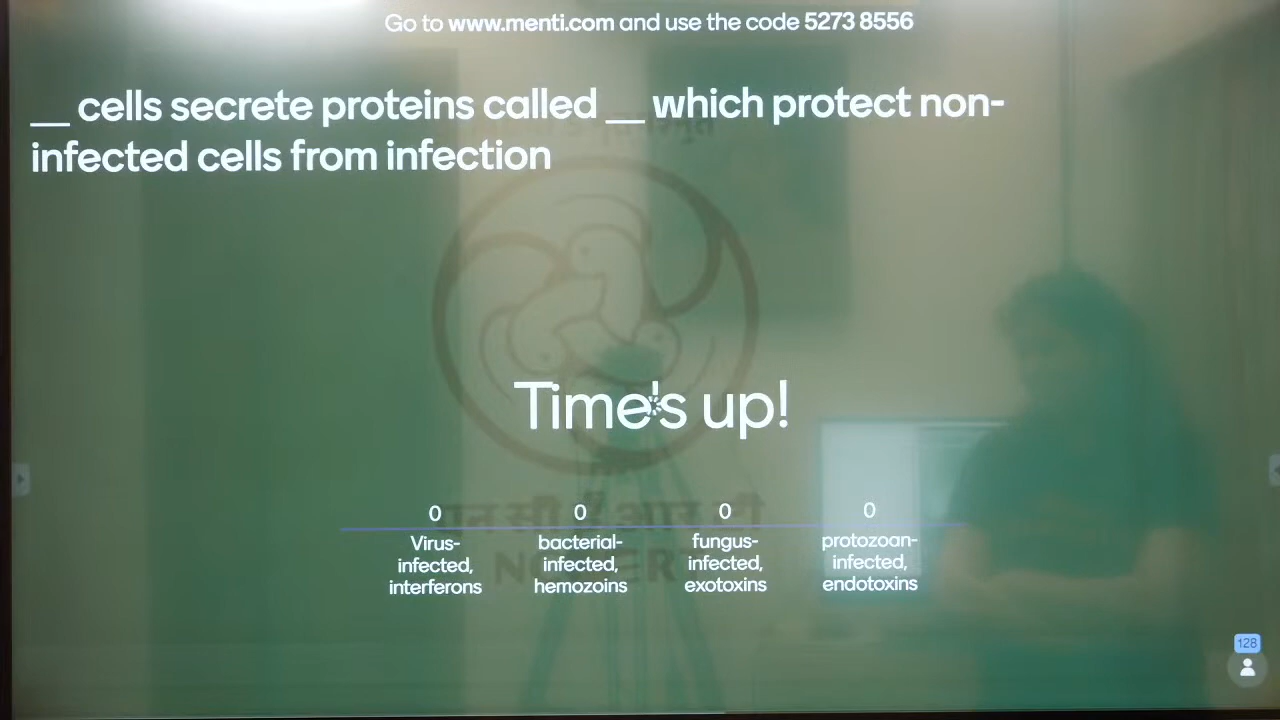 Go to www.menti.com and use the code 5273 8556
__ cells secrete proteins called __ which protect non-
infected cells from infection
Time's up!
0 0 0 0
Virus- bacterial- fungus- protozoan-
infected, infected, infected, infected,
interferons hemozoins exotoxins endotoxins
128